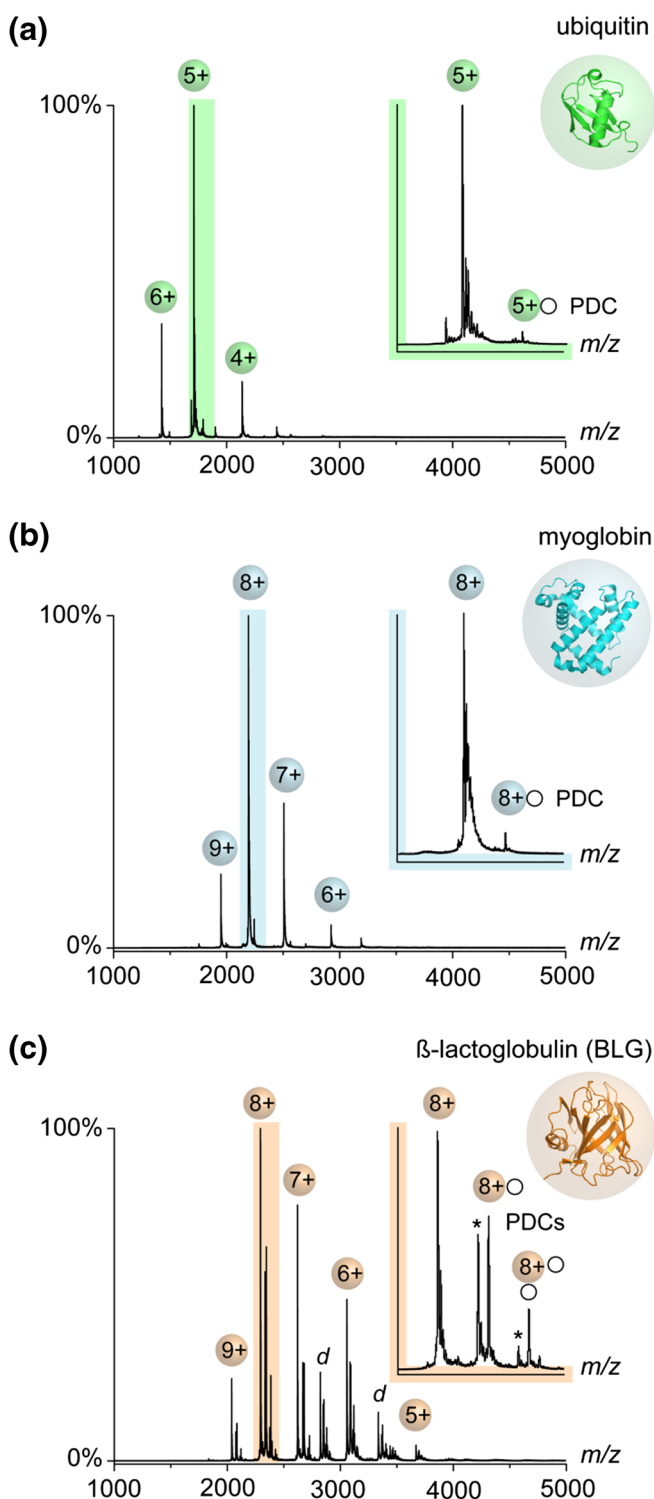 (a)
ubiquitin
5+
5+
100%
6+
5+ PDC
4+
m/z
0%
m/z
1000 2000 3000 4000 5000
(b)
myoglobin
8+
8+
100%
7+
8+ PDC
9+
m/z
6+
0%
m/z
1000 2000 3000 4000 5000
(c)
ß-lactoglobulin (BLG)
8+
8+
100%
7+
8+
* PDCs
8+
6+
*
9+
d
d
m/z
5+
0%
m/z
1000 2000 3000 4000 5000